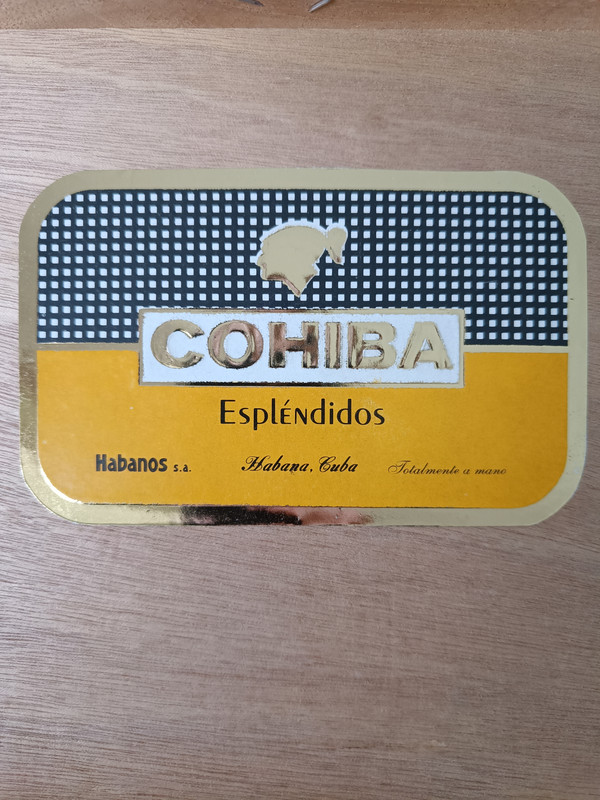 COHIBA
Espléndidos
Habanos s.a. Habana, Cuba Totalmente a mano